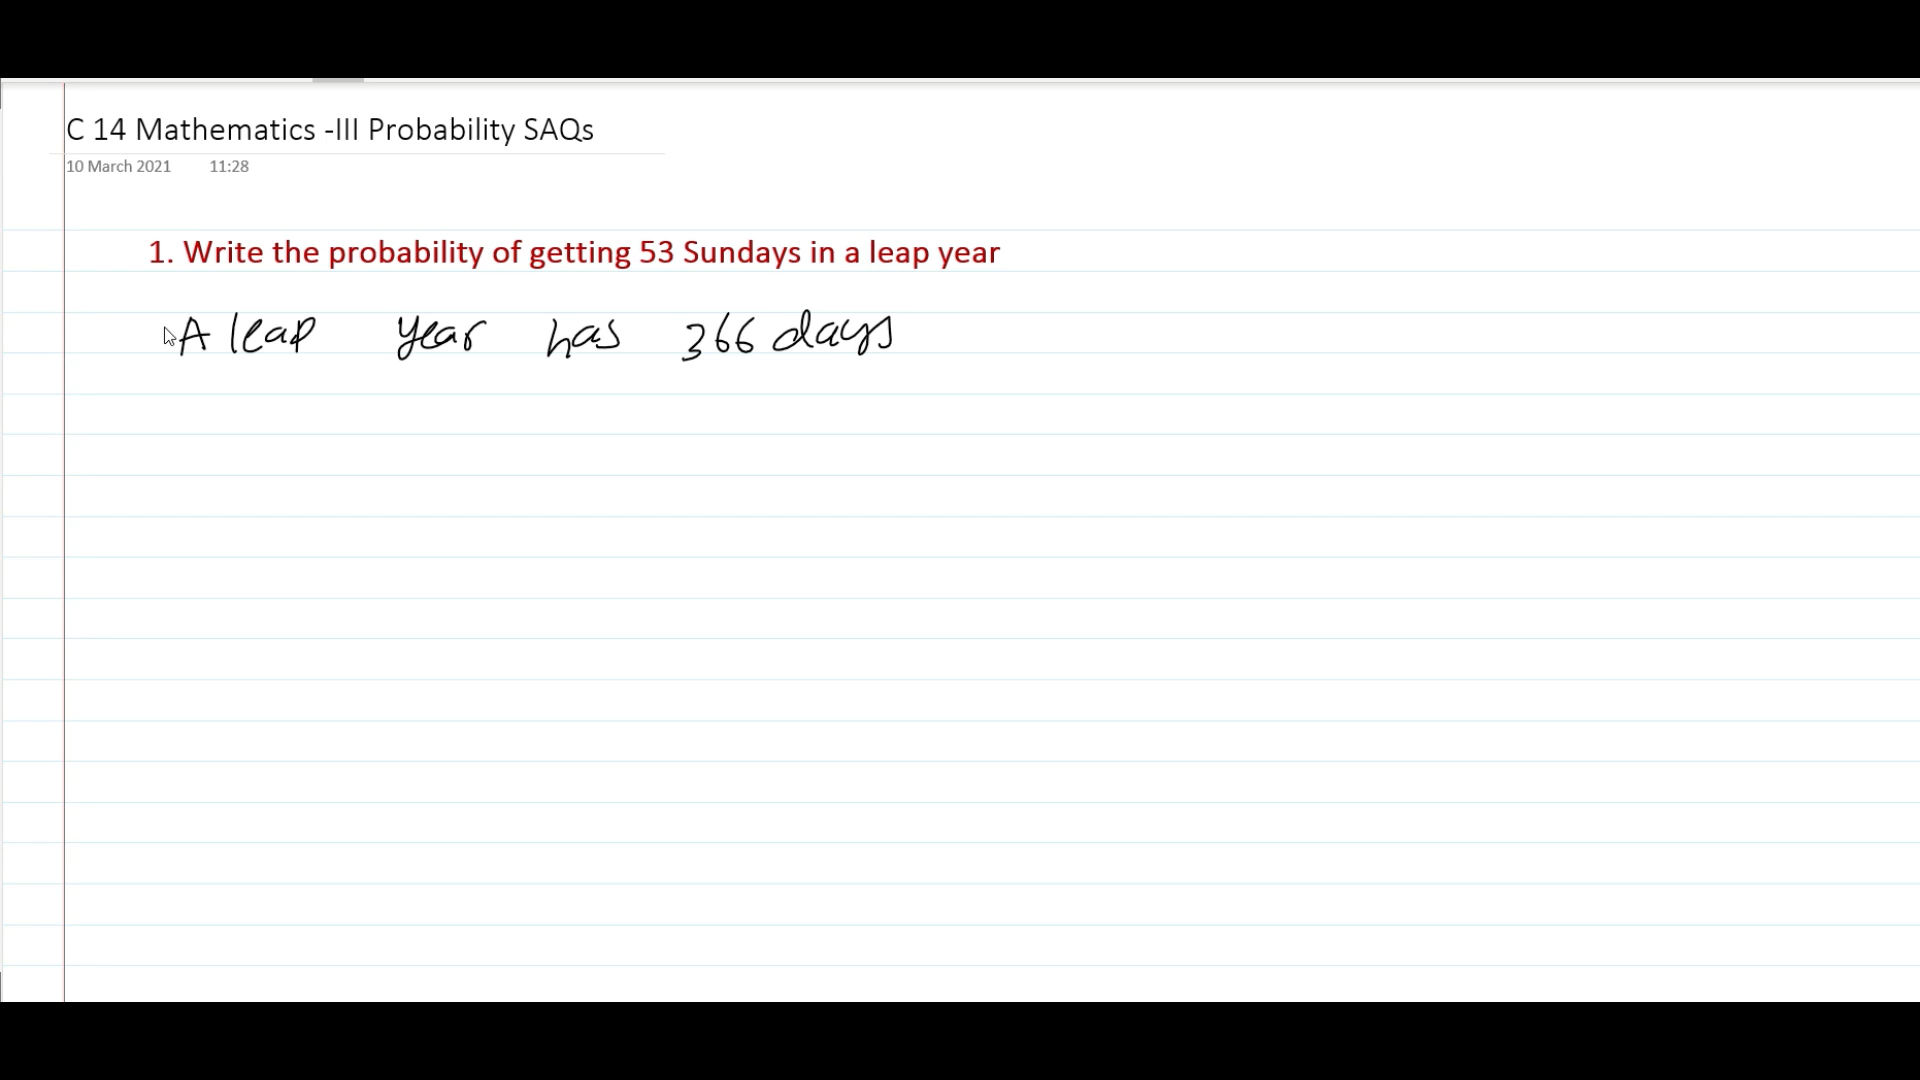 C 14 Mathematics -III Probability SAQs
10 March 2021 11:28
1. Write the probability of getting 53 Sundays in a leap year
A leap year has 366 days